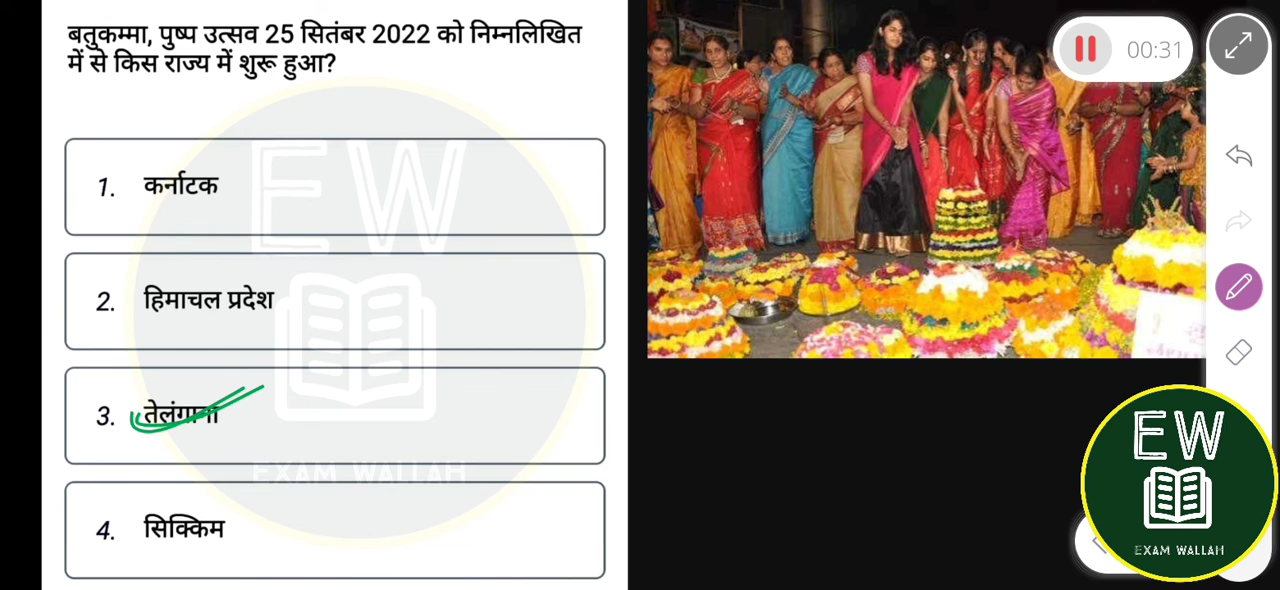 बतुकम्मा, पुष्प उत्सव 25 सितंबर 2022 को निम्नलिखित
में से किस राज्य में शुरू हुआ?
EW
1. कर्नाटक
2. हिमाचल प्रदेश
3. तेलंगाना
EXAM WALLAH
4. सिक्किम
00:31
EW
EXAM WALLAH